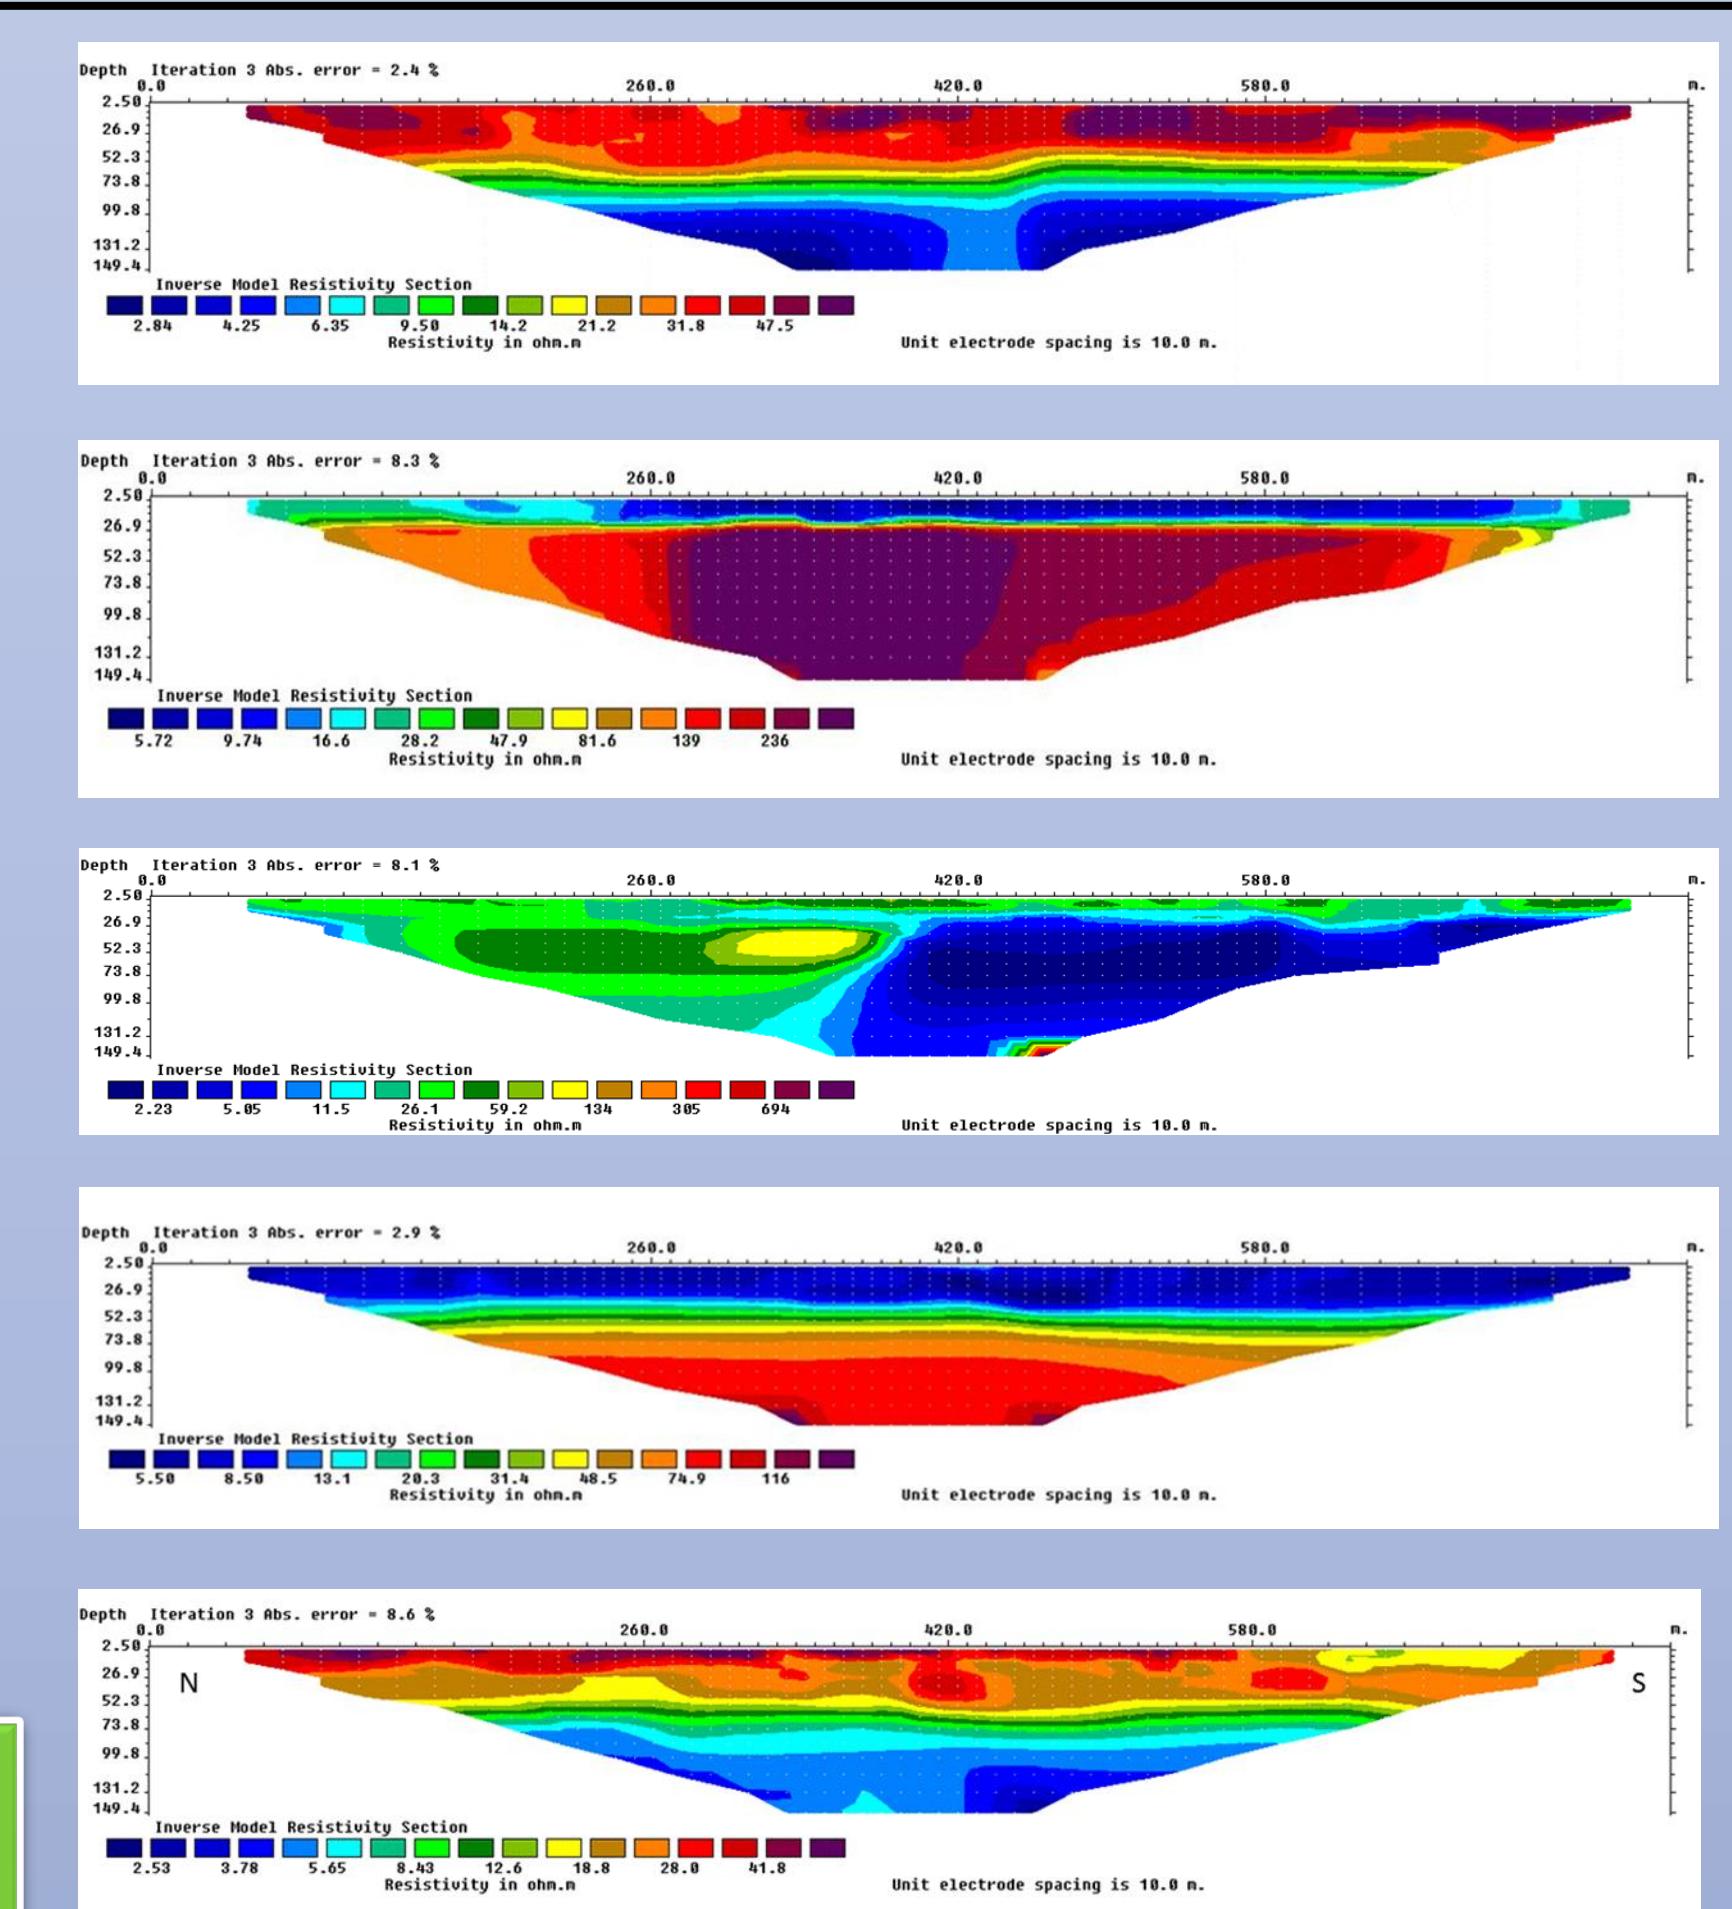 Depth Iteration 3 Abs. error = 2.4 %
0.0 260.0 420.0 580.0 m.
2.50
26.9
52.3
73.8
99.8
131.2
149.4
Inverse Model Resistivity Section
2.84 4.25 6.35 9.50 14.2 21.2 31.8 47.5
Resistivity in ohm.m Unit electrode spacing is 10.0 m.
Depth Iteration 3 Abs. error = 8.3 %
0.0 260.0 420.0 580.0 m.
2.50
26.9
52.3
73.8
99.8
131.2
149.4
Inverse Model Resistivity Section
5.72 9.74 16.6 28.2 47.9 81.6 139 236
Resistivity in ohm.m Unit electrode spacing is 10.0 m.
Depth Iteration 3 Abs. error = 8.1 %
0.0 260.0 420.0 580.0 m.
2.50
26.9
52.3
73.8
99.8
131.2
149.4
Inverse Model Resistivity Section
2.23 5.05 11.5 26.1 59.2 134 305 694
Resistivity in ohm.m Unit electrode spacing is 10.0 m.
Depth Iteration 3 Abs. error = 2.9 %
0.0 260.0 420.0 580.0 m.
2.50
26.9
52.3
73.8
99.8
131.2
149.4
Inverse Model Resistivity Section
5.50 8.50 13.1 20.3 31.4 48.5 74.9 116
Resistivity in ohm.m Unit electrode spacing is 10.0 m.
Depth Iteration 3 Abs. error = 8.6 %
0.0 260.0 420.0 580.0 m.
2.50
26.9
N S
52.3
73.8
99.8
131.2
149.4
Inverse Model Resistivity Section
2.53 3.78 5.65 8.43 12.6 18.8 28.0 41.8
Resistivity in ohm.m Unit electrode spacing is 10.0 m.